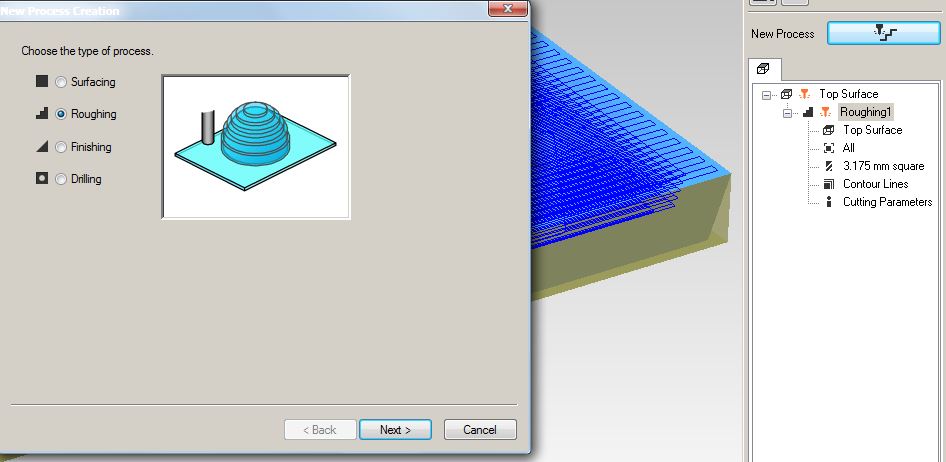 New Process Creation
Choose the type of process.
Surfacing
Roughing
Finishing
Drilling
< Back
Next >
Cancel
New Process
Top Surface
Roughing1
Top Surface
All
3.175 mm square
Contour Lines
Cutting Parameters